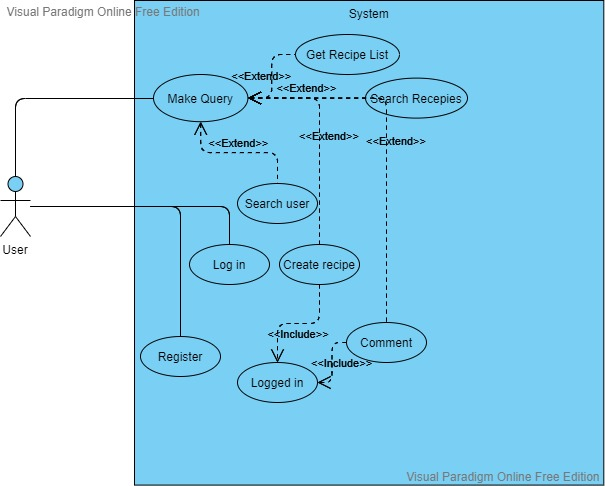 Visual Paradigm Online Free Edition
System
Get Recipe List
<<Extend>>
<<Extend>>
Make Query
Search Recepies
<<Extend>>
<<Extend>>
<<Extend>>
Search user
User
Log in
Create recipe
<<Include>>
Comment
Register
<<Include>>
Logged in
Visual Paradigm Online Free Edition